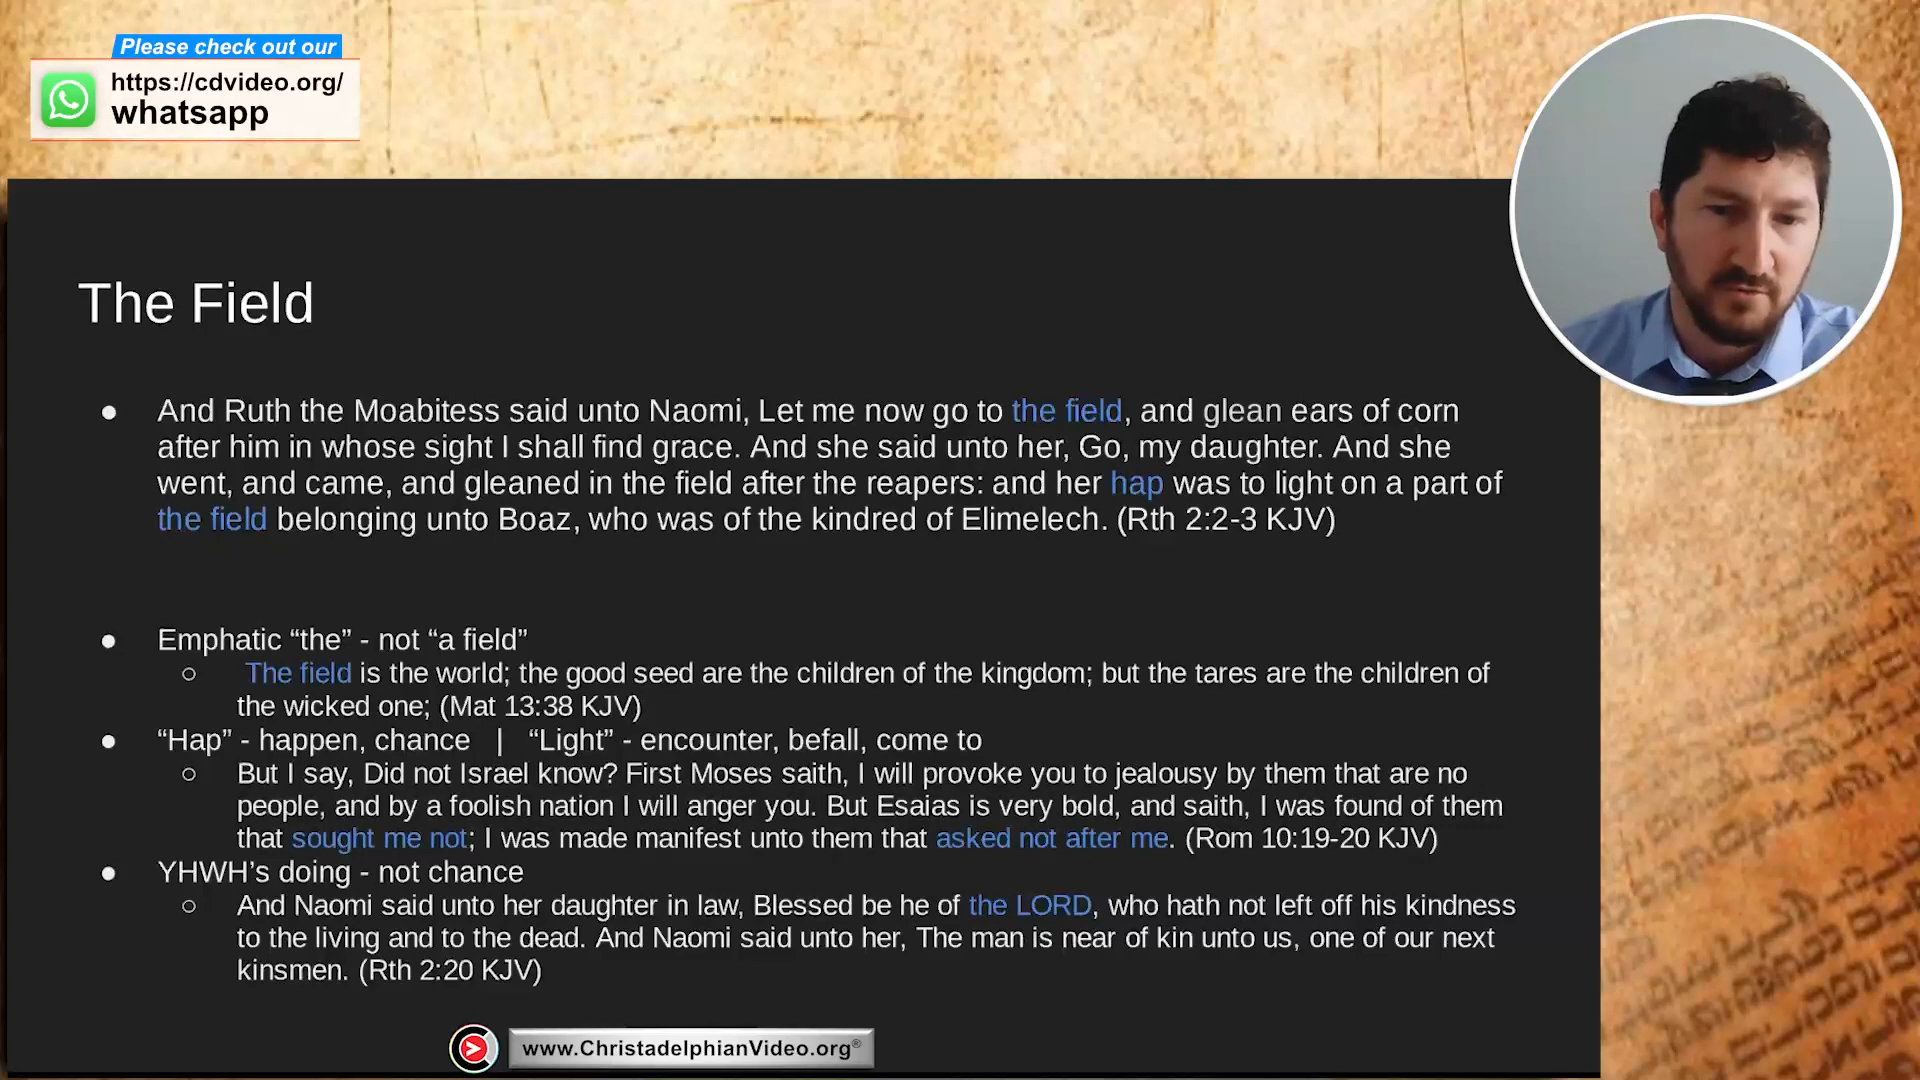 Please check out our
https://cdvideo.org/
whatsapp
The Field
● And Ruth the Moabitess said unto Naomi, Let me now go to the field, and glean ears of corn
after him in whose sight I shall find grace. And she said unto her, Go, my daughter. And she
went, and came, and gleaned in the field after the reapers: and her hap was to light on a part of
the field belonging unto Boaz, who was of the kindred of Elimelech. (Rth 2:2-3 KJV)
● Emphatic “the” - not “a field”
○ The field is the world; the good seed are the children of the kingdom; but the tares are the children of
the wicked one; (Mat 13:38 KJV)
● “Hap” - happen, chance | “Light” - encounter, befall, come to
○ But I say, Did not Israel know? First Moses saith, I will provoke you to jealousy by them that are no
people, and by a foolish nation I will anger you. But Esaias is very bold, and saith, I was found of them
that sought me not; I was made manifest unto them that asked not after me. (Rom 10:19-20 KJV)
● YHWH’s doing - not chance
○ And Naomi said unto her daughter in law, Blessed be he of the LORD, who hath not left off his kindness
to the living and to the dead. And Naomi said unto her, The man is near of kin unto us, one of our next
kinsmen. (Rth 2:20 KJV)
www.ChristadelphianVideo.org®